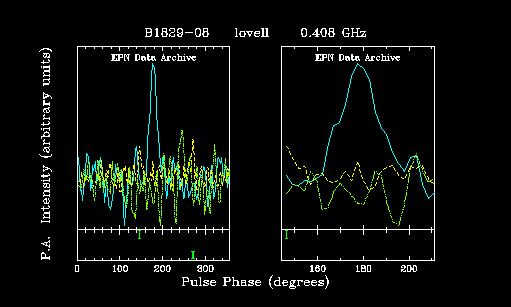 B1829-08 lovell 0.408 GHz
EPN Data Archive EPN Data Archive
P.A. Intensity (arbitrary units)
0 100 200 300 160 180 200
Pulse Phase (degrees)